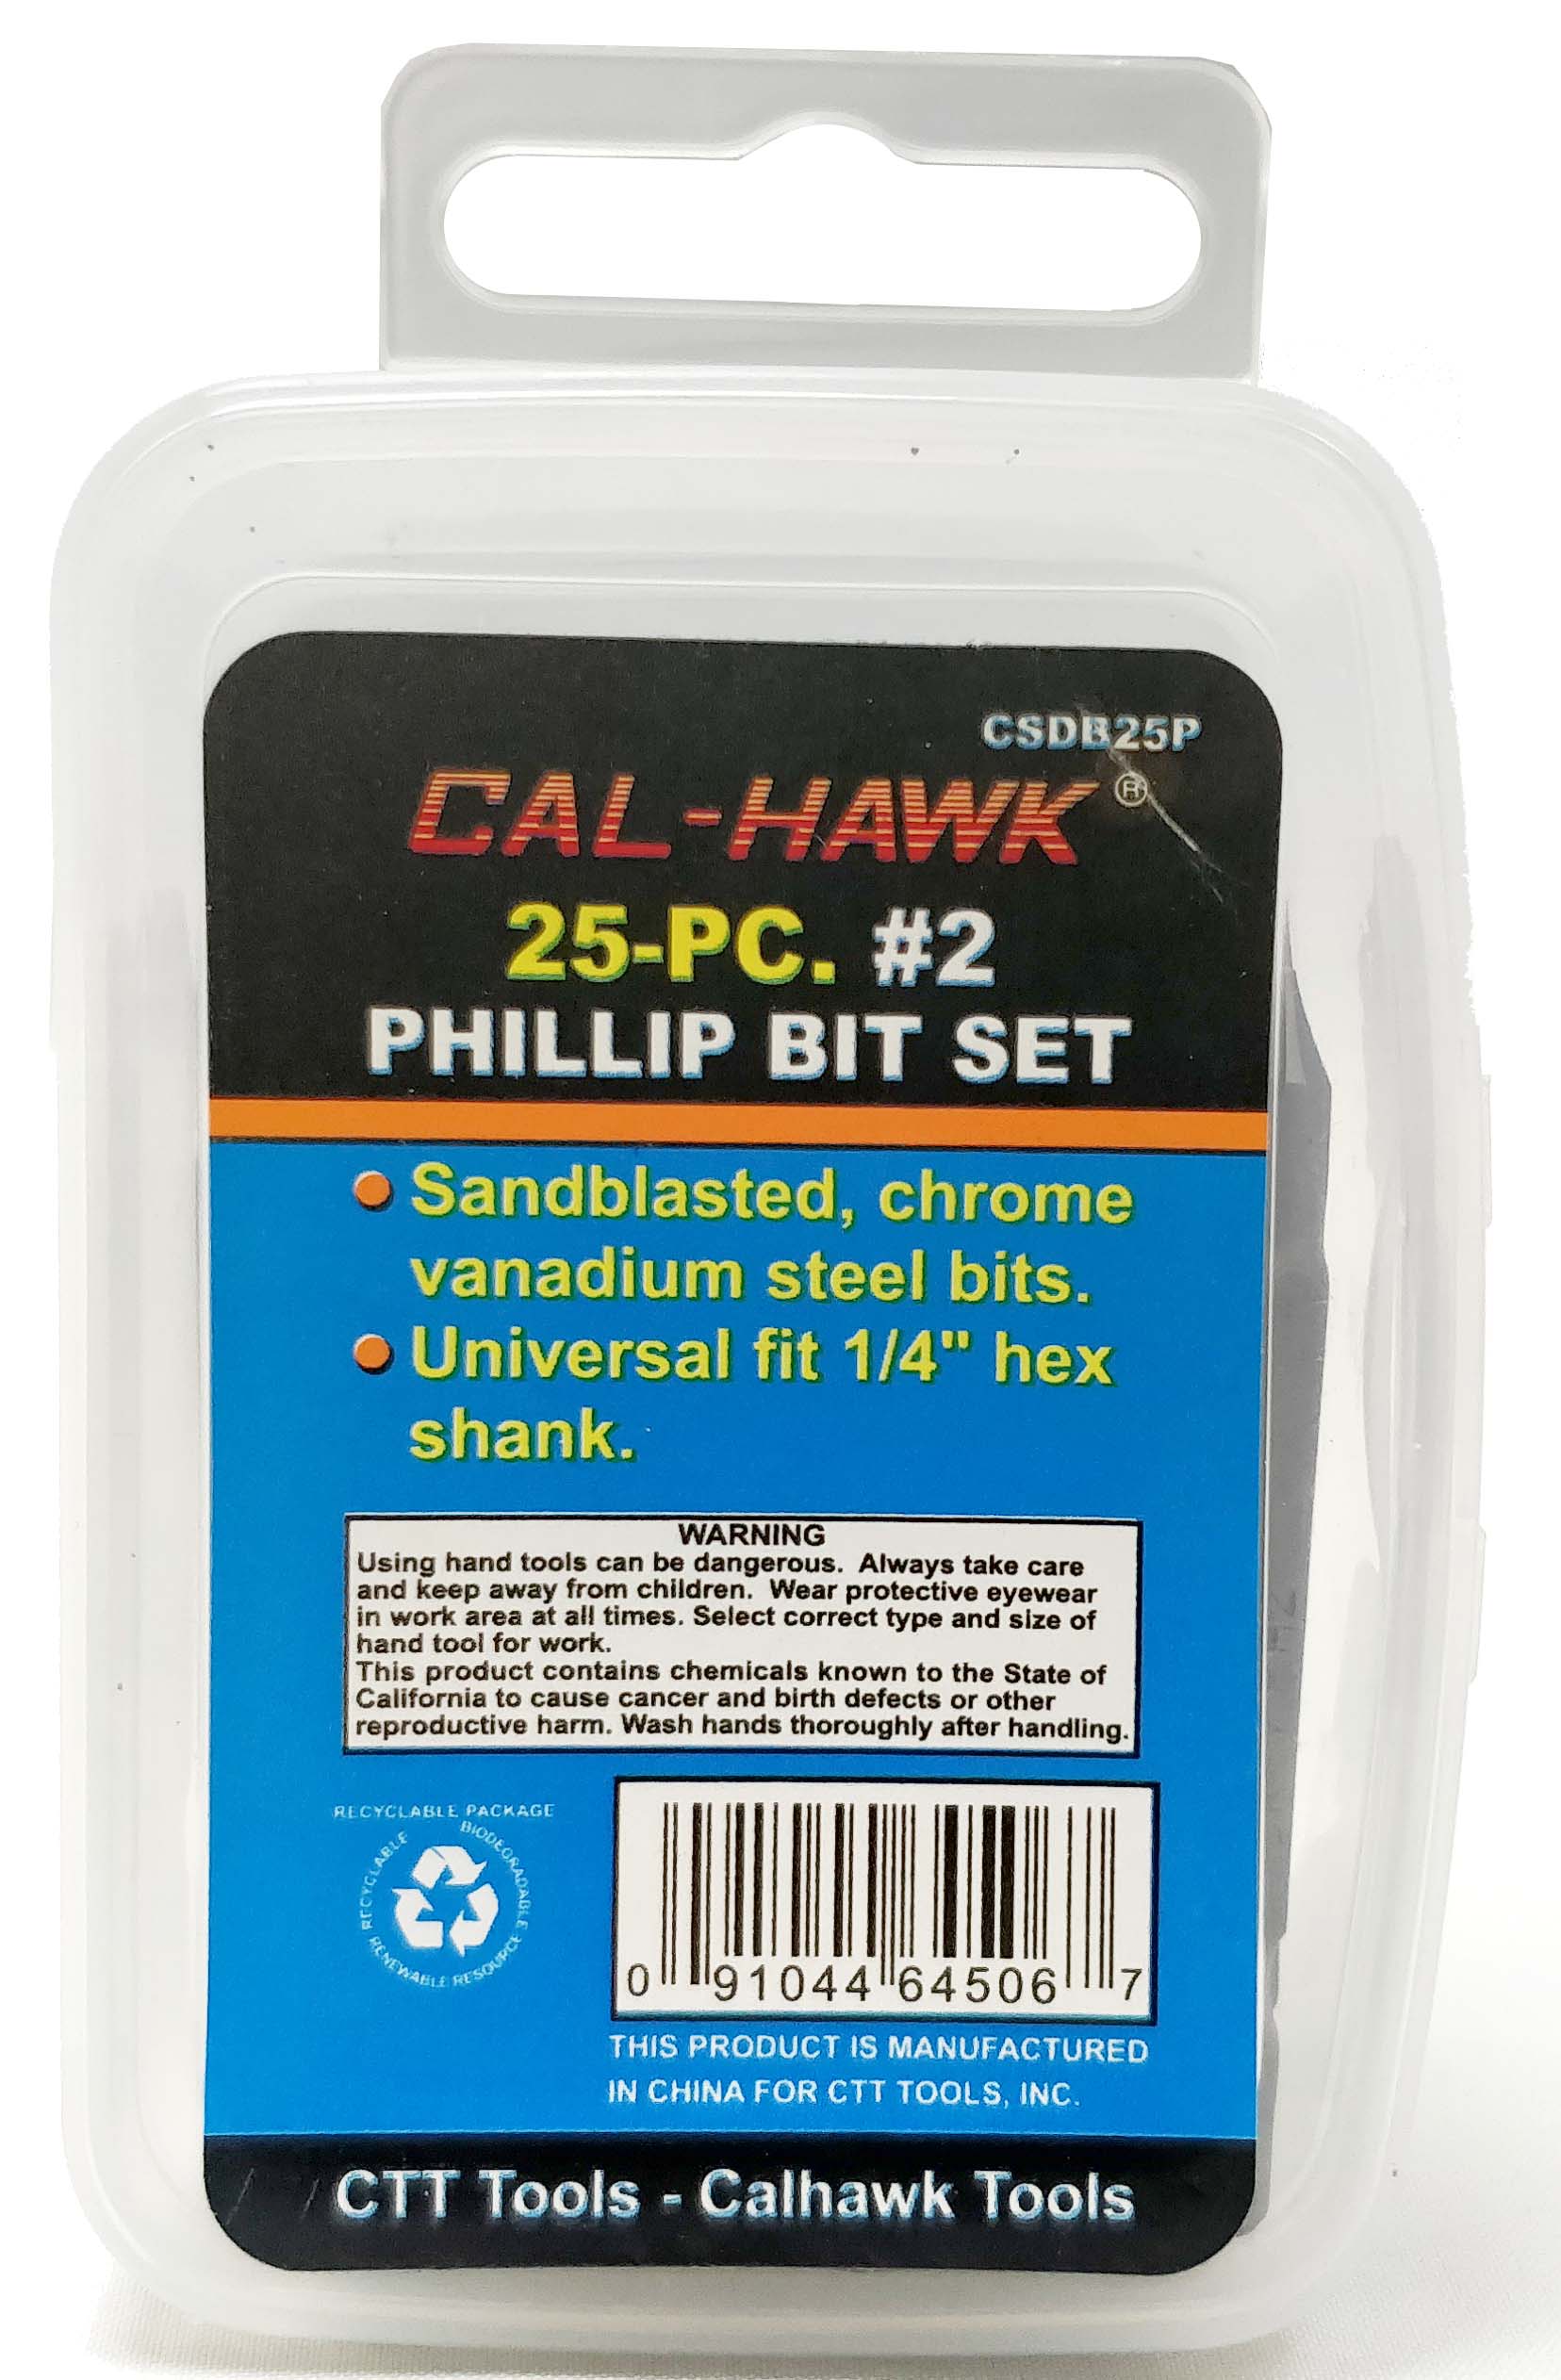 CSDB25P
CAL-HAWK®
25-PC. #2
PHILLIP BIT SET
Sandblasted, chrome
vanadium steel bits.
Universal fit 1/4" hex
shank.
WARNING
Using hand tools can be dangerous. Always take care
and keep away from children. Wear protective eyewear
in work area at all times. Select correct type and size of
hand tool for work.
This product contains chemicals known to the State of
California to cause cancer and birth defects or other
reproductive harm. Wash hands thoroughly after handling.
RECYCLABLE PACKAGE
RECYCLABLE
BIODEGRADABLE
RENEWABLE RESOURCE
0 91044 64506 7
THIS PRODUCT IS MANUFACTURED
IN CHINA FOR CTT TOOLS, INC.
CTT Tools - Calhawk Tools